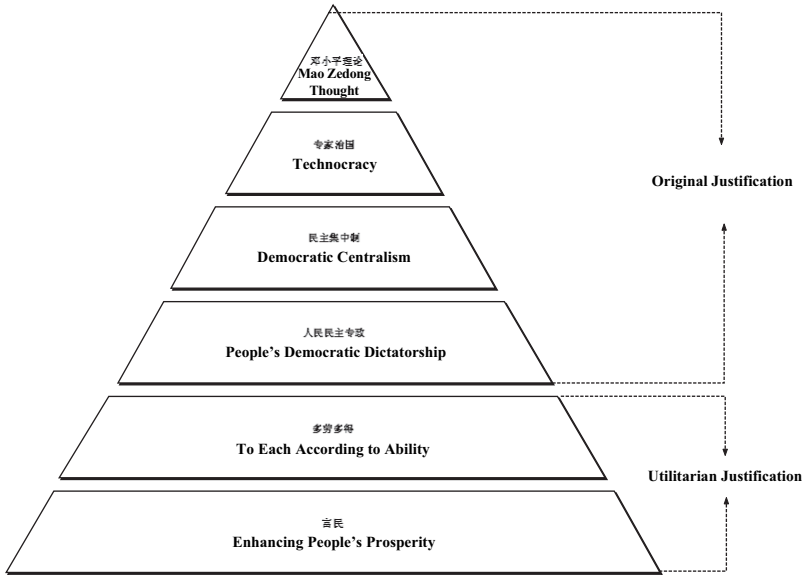 邓小平理论
Mao Zedong
Thought
专家治国
Technocracy
Original Justification
民主集中制
Democratic Centralism
人民民主专政
People’s Democratic Dictatorship
多劳多得
To Each According to Ability
Utilitarian Justification
富民
Enhancing People’s Prosperity